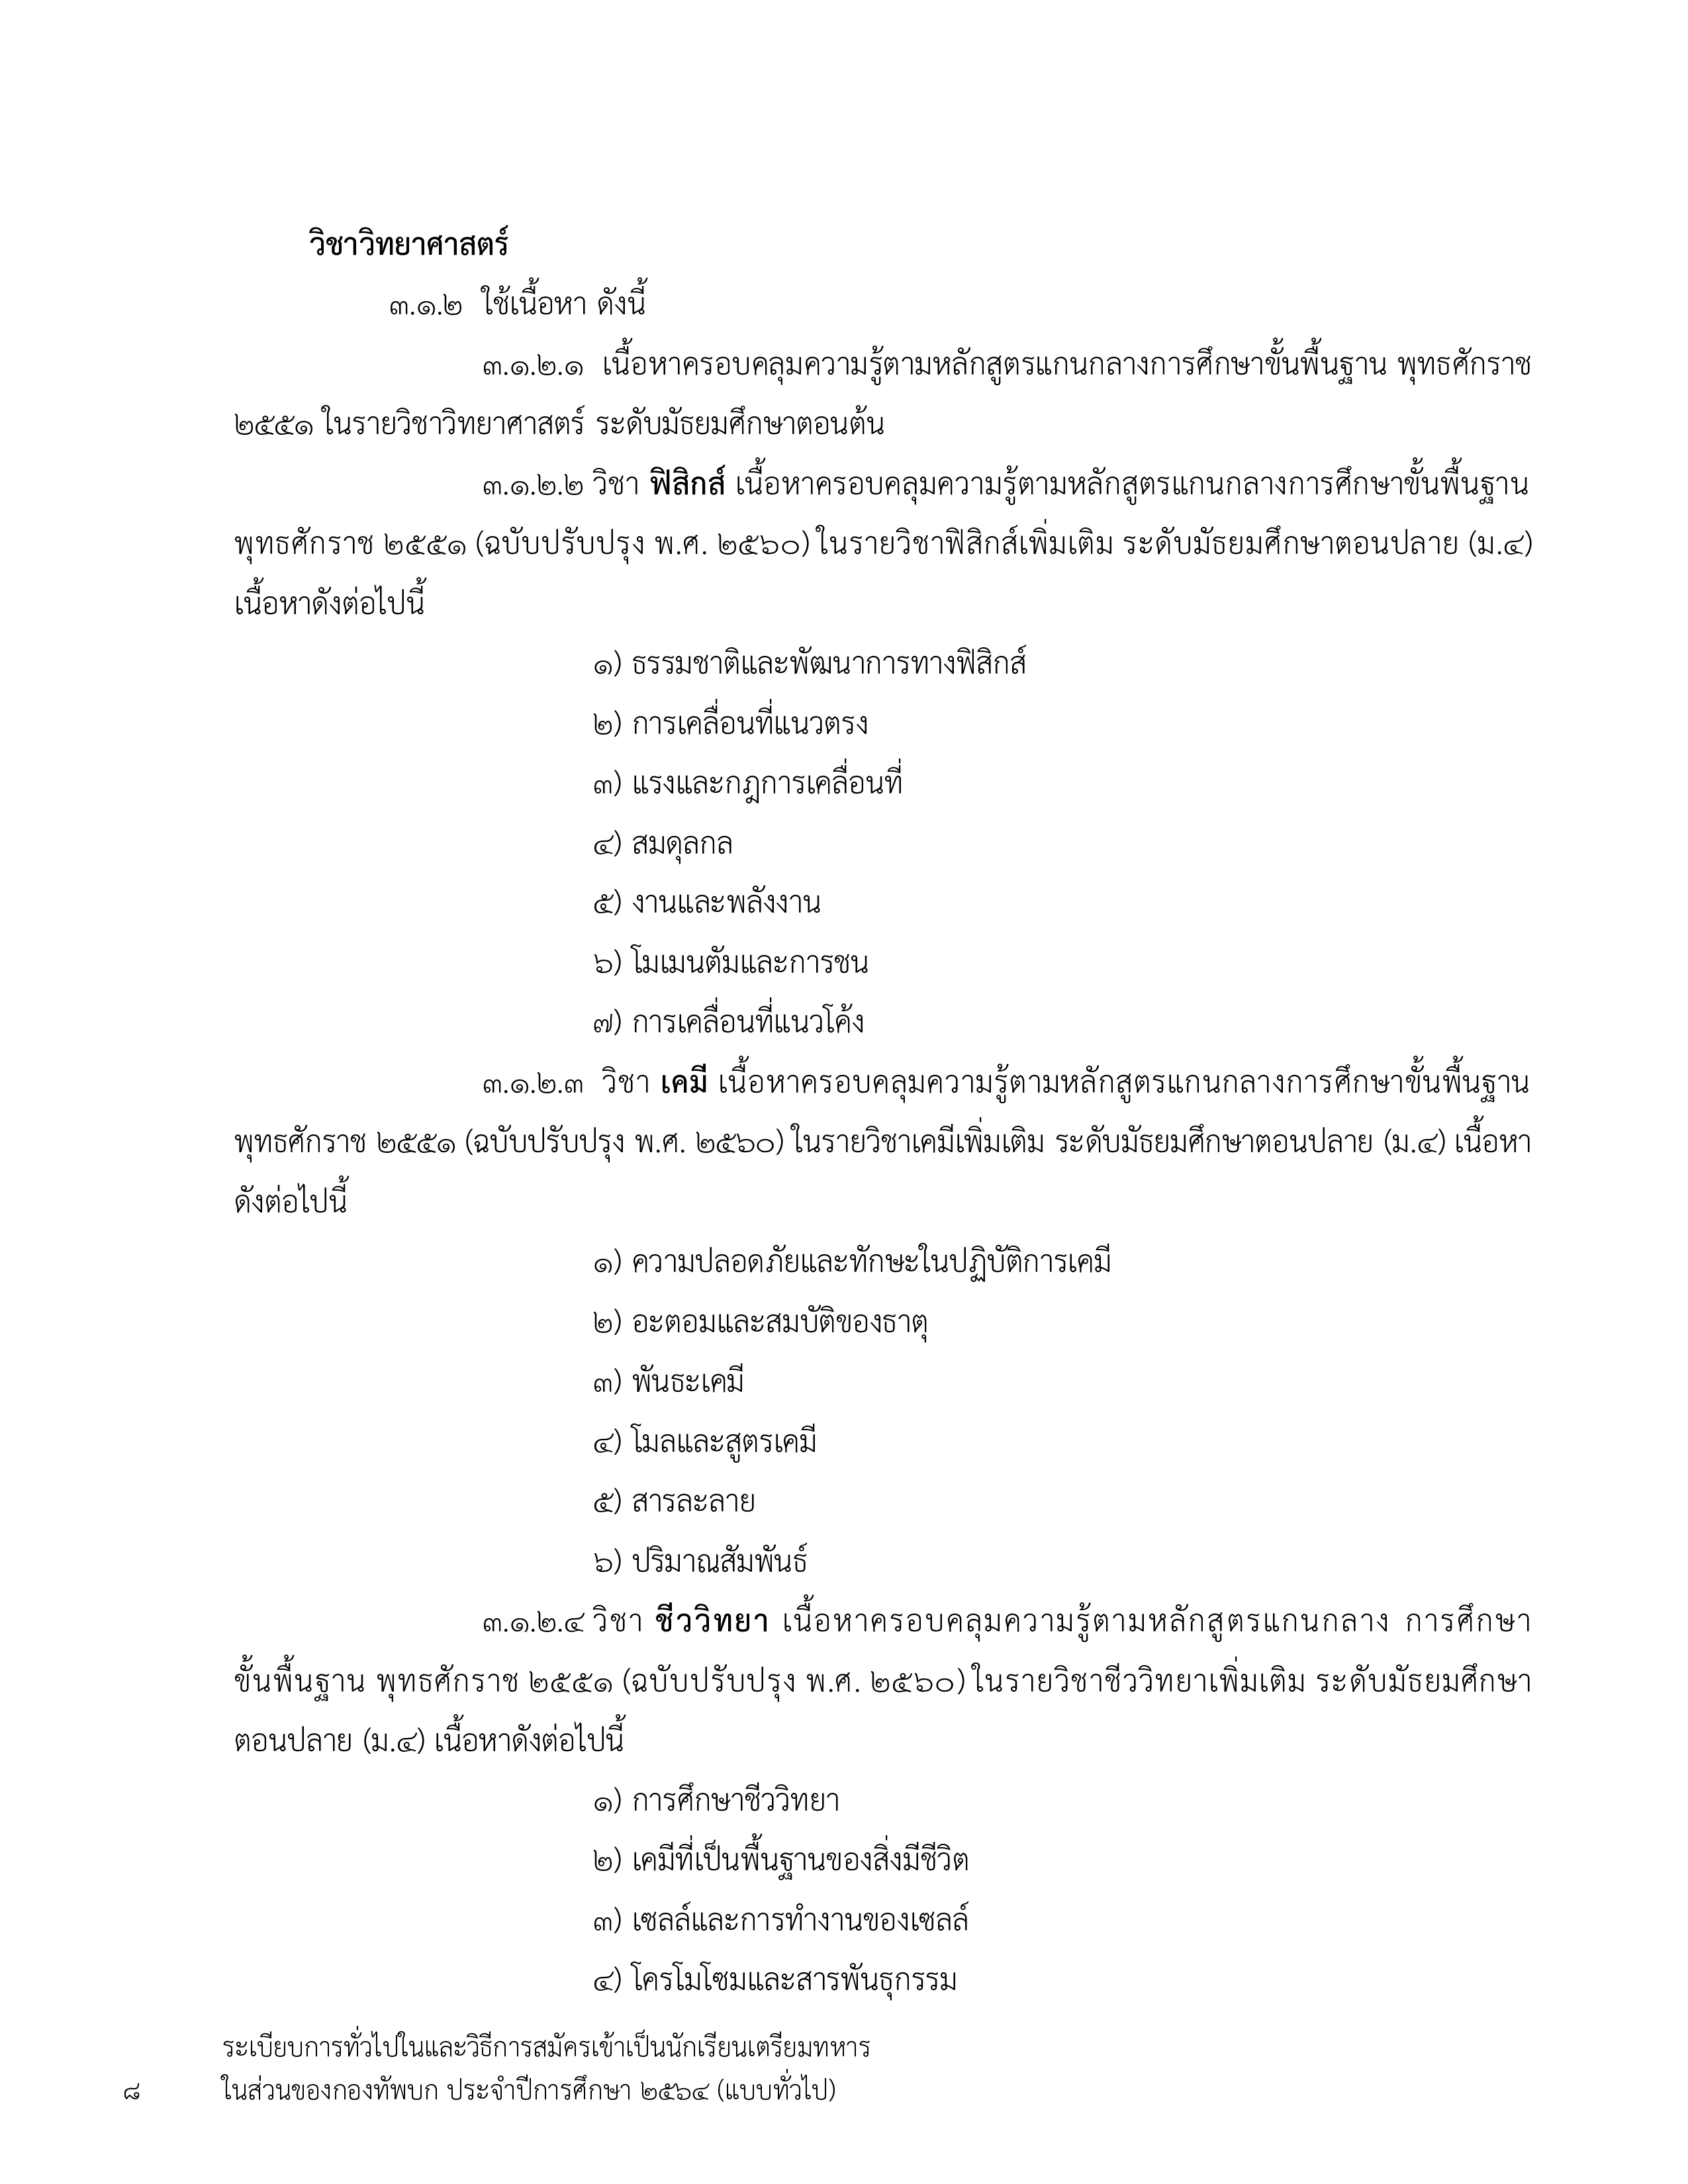 วิชาวิทยาศาสตร์
๓.๑.๒ ใช้เนื้อหา ดังนี้
๓.๑.๒.๑ เนื้อหาครอบคลุมความรู้ตามหลักสูตรแกนกลางการศึกษาขั้นพื้นฐาน พุทธศักราช
๒๕๕๑ ในรายวิชาวิทยาศาสตร์ ระดับมัธยมศึกษาตอนต้น
๓.๑.๒.๒ วิชา ฟิสิกส์ เนื้อหาครอบคลุมความรู้ตามหลักสูตรแกนกลางการศึกษาขั้นพื้นฐาน
พุทธศักราช ๒๕๕๑ (ฉบับปรับปรุง พ.ศ. ๒๕๖๐) ในรายวิชาฟิสิกส์เพิ่มเติม ระดับมัธยมศึกษาตอนปลาย (ม.๔)
เนื้อหาดังต่อไปนี้
๑) ธรรมชาติและพัฒนาการทางฟิสิกส์
๒) การเคลื่อนที่แนวตรง
๓) แรงและกฎการเคลื่อนที่
๔) สมดุลกล
๕) งานและพลังงาน
๖) โมเมนตัมและการชน
๗) การเคลื่อนที่แนวโค้ง
๓.๑.๒.๓ วิชา เคมี เนื้อหาครอบคลุมความรู้ตามหลักสูตรแกนกลางการศึกษาขั้นพื้นฐาน
พุทธศักราช ๒๕๕๑ (ฉบับปรับปรุง พ.ศ. ๒๕๖๐) ในรายวิชาเคมีเพิ่มเติม ระดับมัธยมศึกษาตอนปลาย (ม.๔) เนื้อหา
ดังต่อไปนี้
๑) ความปลอดภัยและทักษะในปฏิบัติการเคมี
๒) อะตอมและสมบัติของธาตุ
๓) พันธะเคมี
๔) โมลและสูตรเคมี
๕) สารละลาย
๖) ปริมาณสัมพันธ์
๓.๑.๒.๔ วิชา ชีววิทยา เนื้อหาครอบคลุมความรู้ตามหลักสูตรแกนกลาง การศึกษา
ขั้นพื้นฐาน พุทธศักราช ๒๕๕๑ (ฉบับปรับปรุง พ.ศ. ๒๕๖๐) ในรายวิชาชีววิทยาเพิ่มเติม ระดับมัธยมศึกษา
ตอนปลาย (ม.๔) เนื้อหาดังต่อไปนี้
๑) การศึกษาชีววิทยา
๒) เคมีที่เป็นพื้นฐานของสิ่งมีชีวิต
๓) เซลล์และการทำงานของเซลล์
๔) โครโมโซมและสารพันธุกรรม
ระเบียบการทั่วไปในและวิธีการสมัครเข้าเป็นนักเรียนเตรียมทหาร
๘ ในส่วนของกองทัพบก ประจำปีการศึกษา ๒๕๖๔ (แบบทั่วไป)